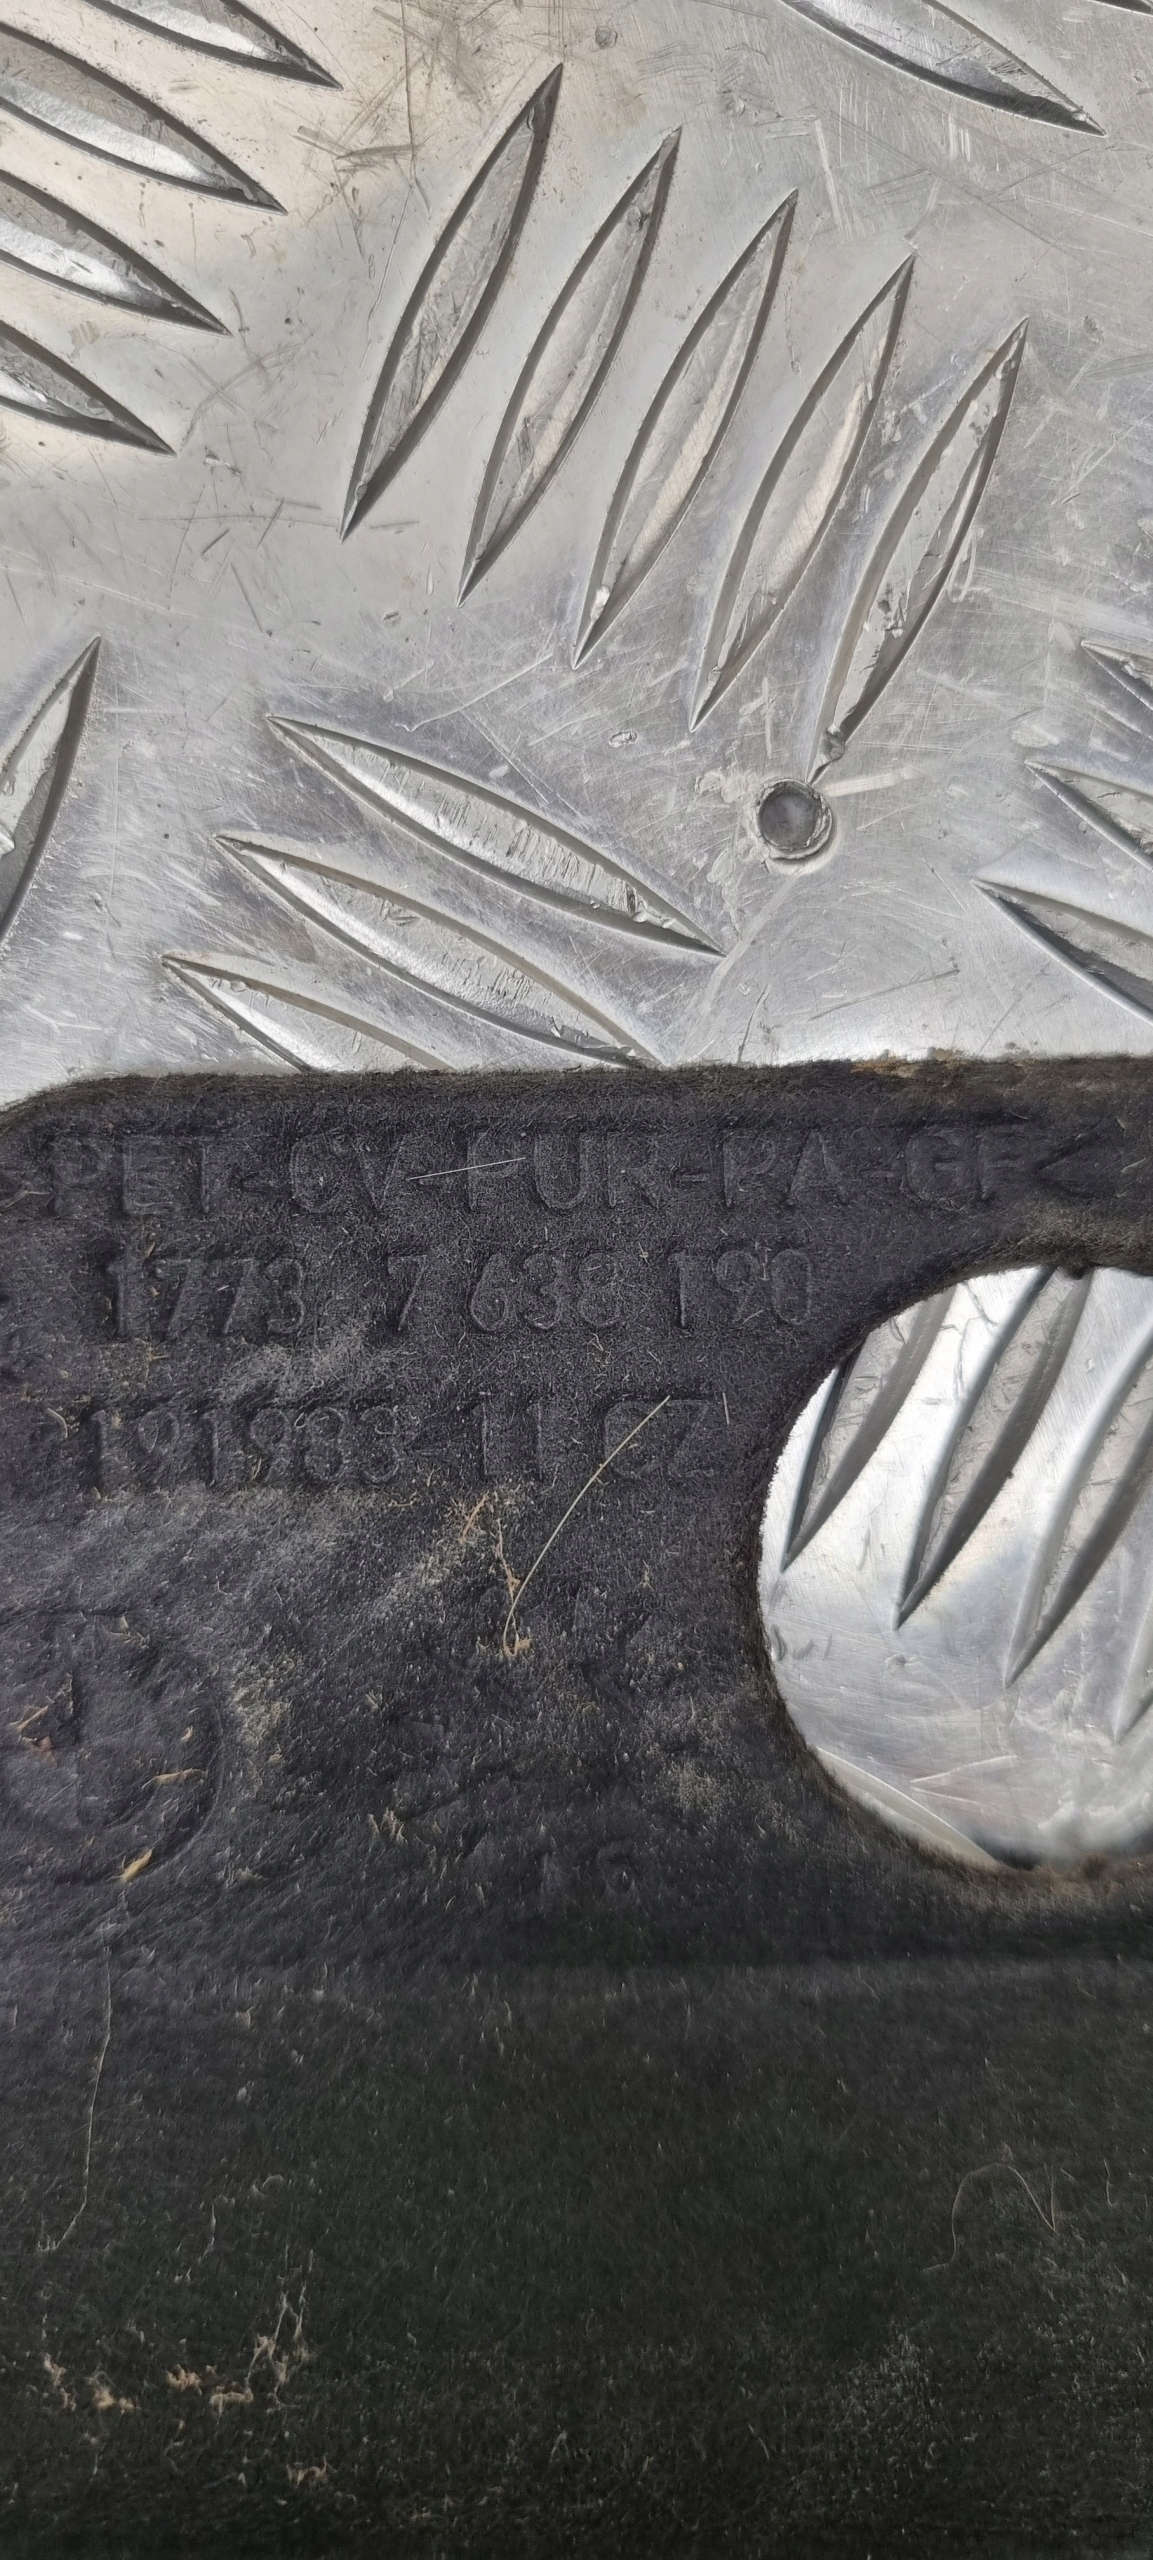 PET-CV-PUR-PA-GF<
1773 7 638 190
191983-11 CZ